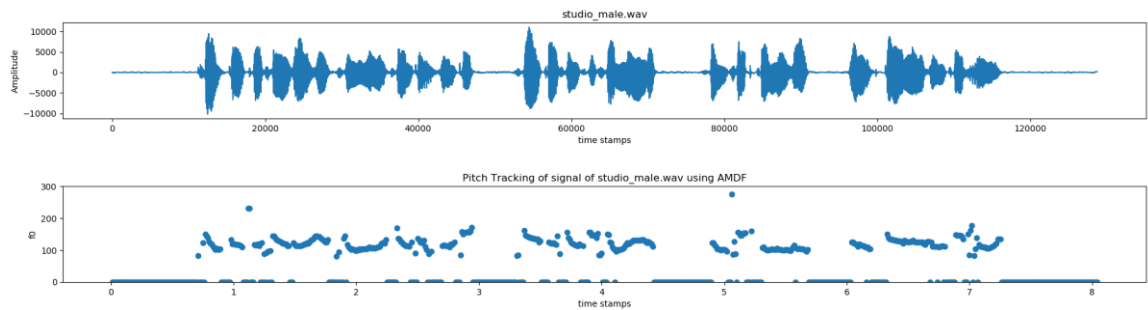 studio_male.wav
10000
5000
0
−5000
−10000
Amplitude
0 20000 40000 60000 80000 100000 120000
time stamps
Pitch Tracking of signal of studio_male.wav using AMDF
300
200
100
0
f0
0 1 2 3 4 5 6 7 8
time stamps